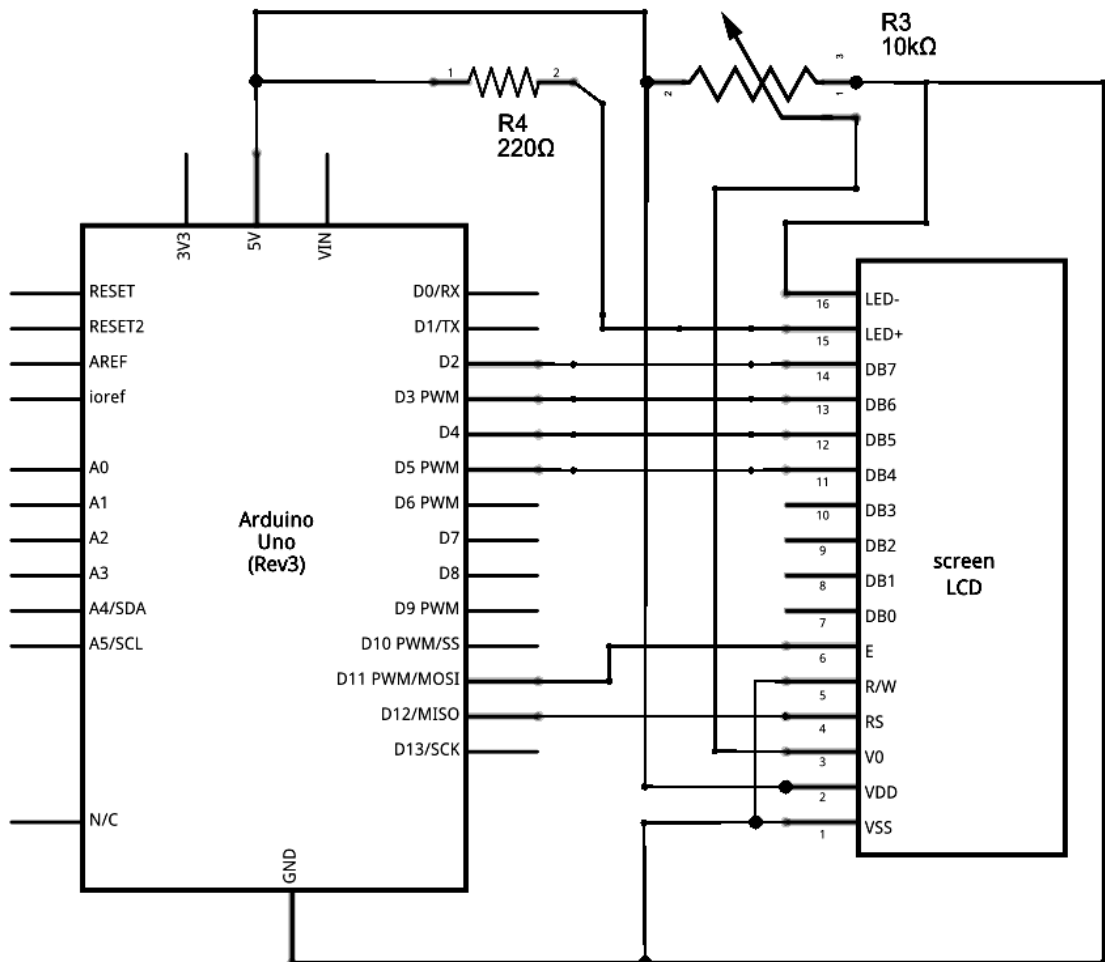 R3
10kΩ
3
1
2
1
2
R4
220Ω
3V3
5V
VIN
RESET
RESET2
AREF
ioref
A0
A1
A2
A3
A4/SDA
A5/SCL
N/C
Arduino
Uno
(Rev3)
D0/RX
D1/TX
D2
D3 PWM
D4
D5 PWM
D6 PWM
D7
D8
D9 PWM
D10 PWM/SS
D11 PWM/MOSI
D12/MISO
D13/SCK
GND
16 LED-
15 LED+
14 DB7
13 DB6
12 DB5
11 DB4
10 DB3
9 DB2
8 DB1
7 DB0
6 E
5 R/W
4 RS
3 V0
2 VDD
1 VSS
screen
LCD